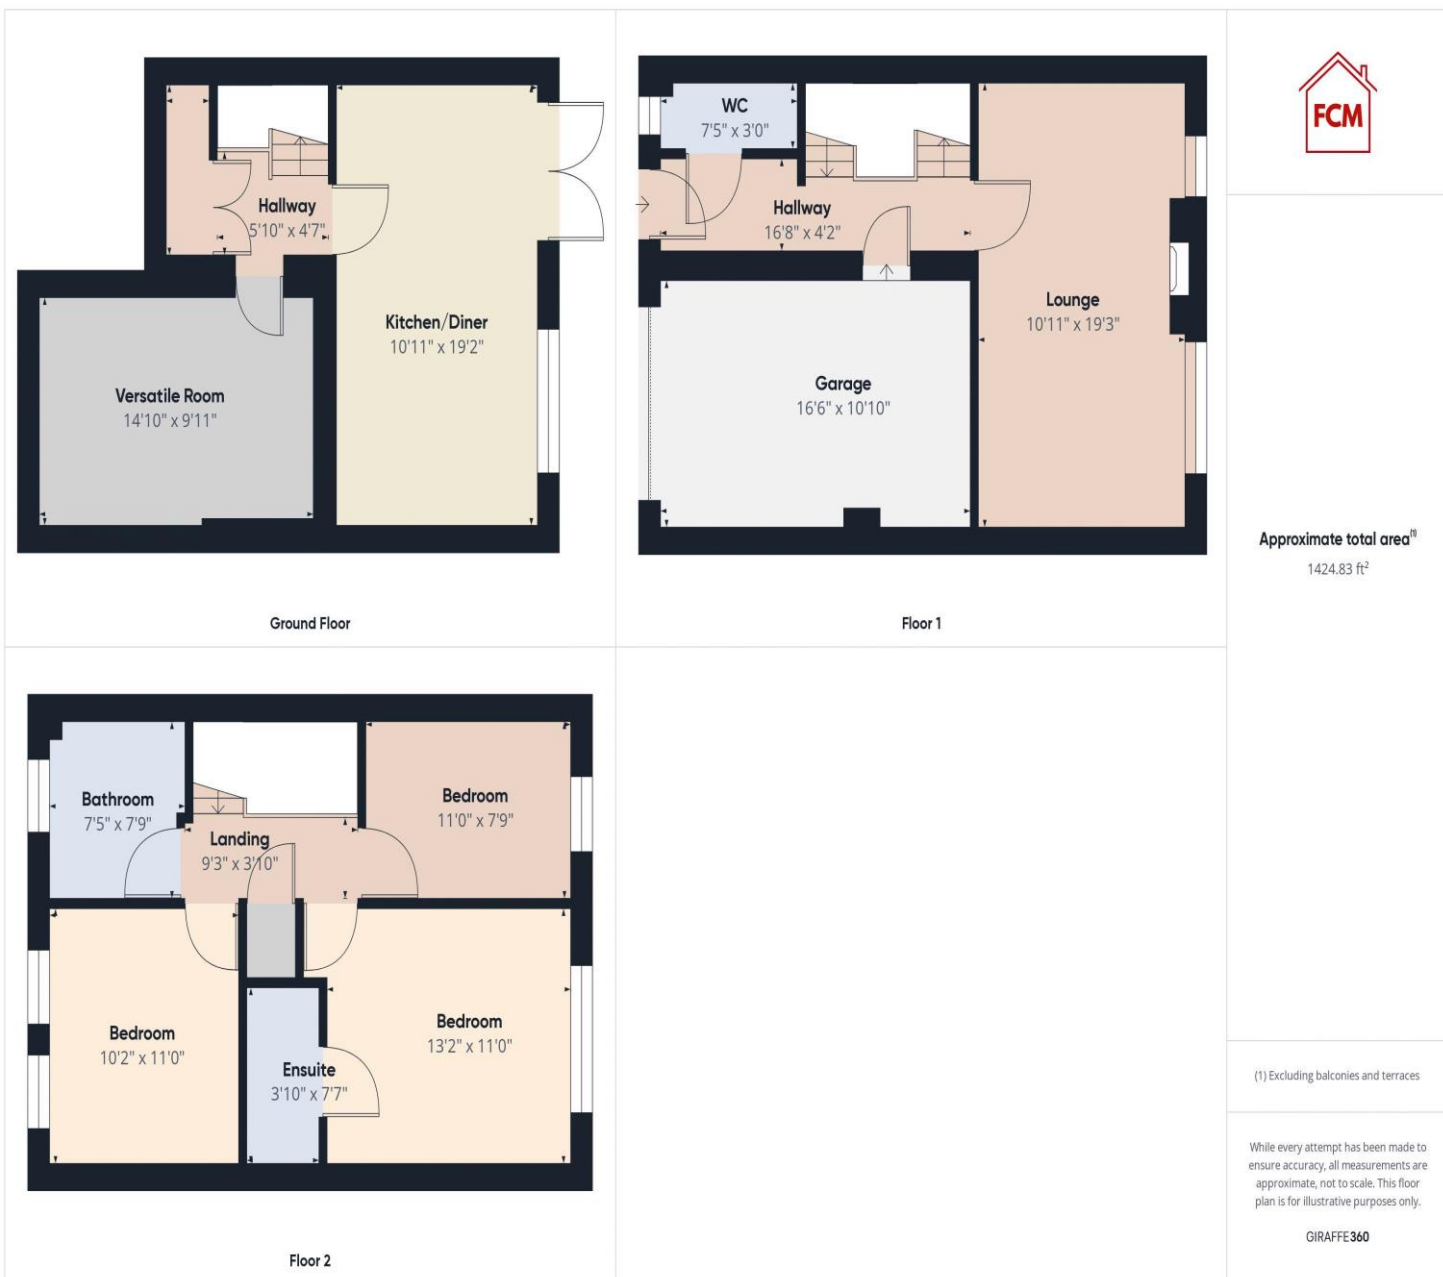 Hallway
5'10" x 4'7"
Kitchen/Diner
10'11" x 19'2"
Versatile Room
14'10" x 9'11"
Ground Floor
WC
7'5" x 3'0"
Hallway
16'8" x 4'2"
Lounge
10'11" x 19'3"
Garage
16'6" x 10'10"
Floor 1
FCM
Approximate total area(1)
1424.83 ft²
Bathroom
7'5" x 7'9"
Landing
9'3" x 3'10"
Bedroom
11'0" x 7'9"
Bedroom
10'2" x 11'0"
Ensuite
3'10" x 7'7"
Bedroom
13'2" x 11'0"
Floor 2
(1) Excluding balconies and terraces
While every attempt has been made to
ensure accuracy, all measurements are
approximate, not to scale. This floor
plan is for illustrative purposes only.
GIRAFFE360